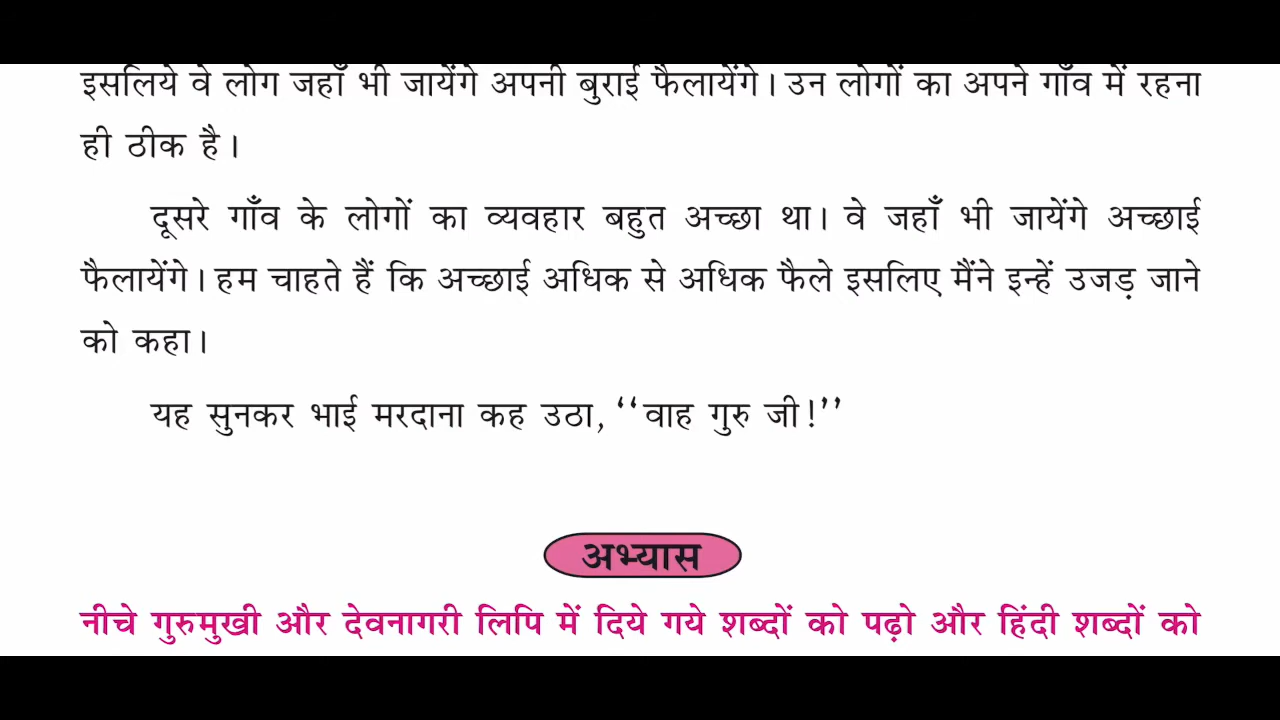 इसलिये वे लोग जहाँ भी जायेंगे अपनी बुराई फैलायेंगे। उन लोगों का अपने गाँव में रहना
ही ठीक है।
दूसरे गाँव के लोगों का व्यवहार बहुत अच्छा था। वे जहाँ भी जायेंगे अच्छाई
फैलायेंगे। हम चाहते हैं कि अच्छाई अधिक से अधिक फैले इसलिए मैंने इन्हें उजड़ जाने
को कहा।
यह सुनकर भाई मरदाना कह उठा, ‘‘वाह गुरु जी!’’
अभ्यास
नीचे गुरुमुखी और देवनागरी लिपि में दिये गये शब्दों को पढ़ो और हिंदी शब्दों को